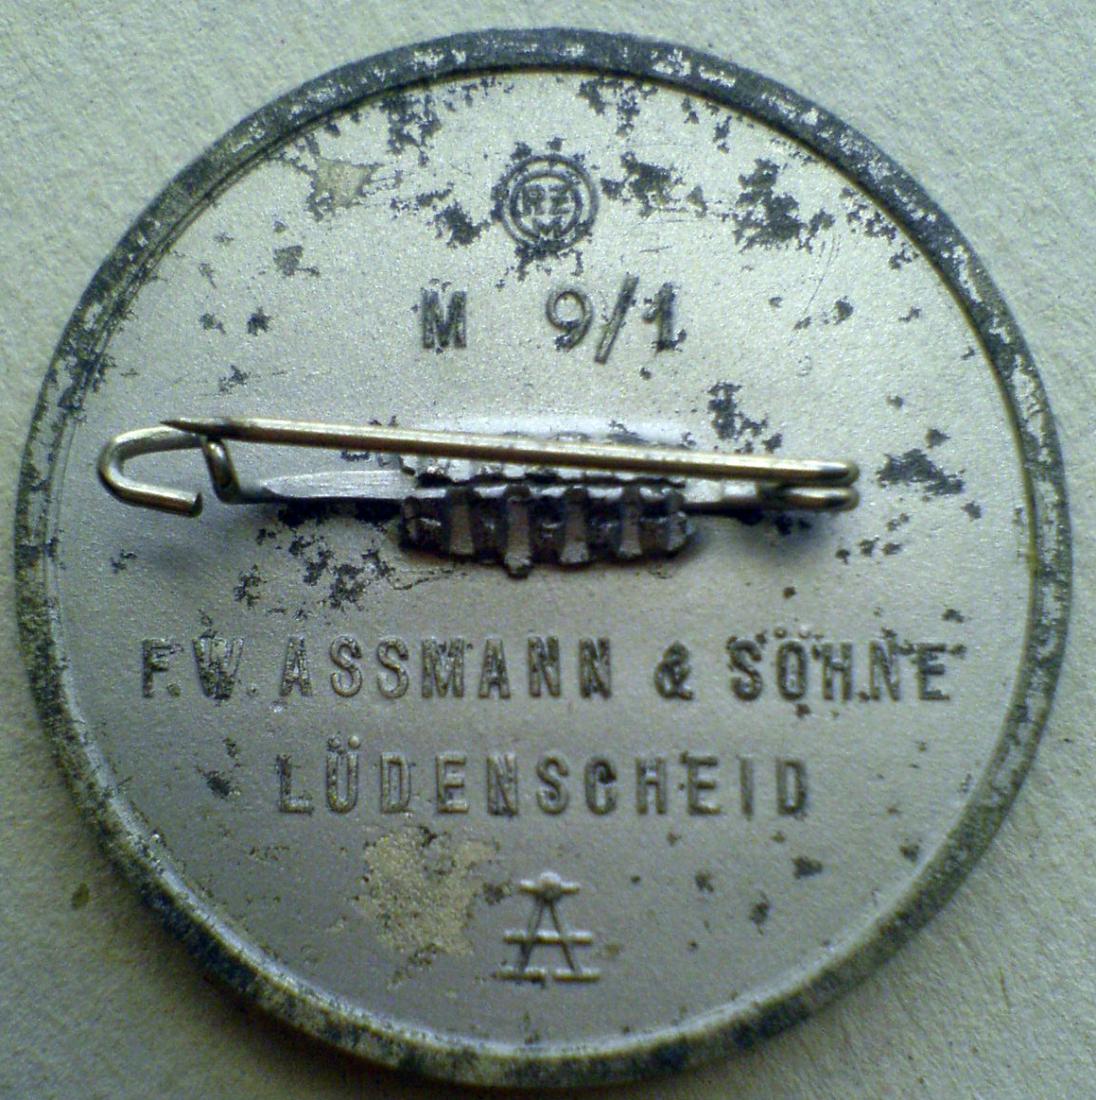 RZM
M 9/1
F.W. ASSMANN & SÖHNE
LÜDENSCHEID
A